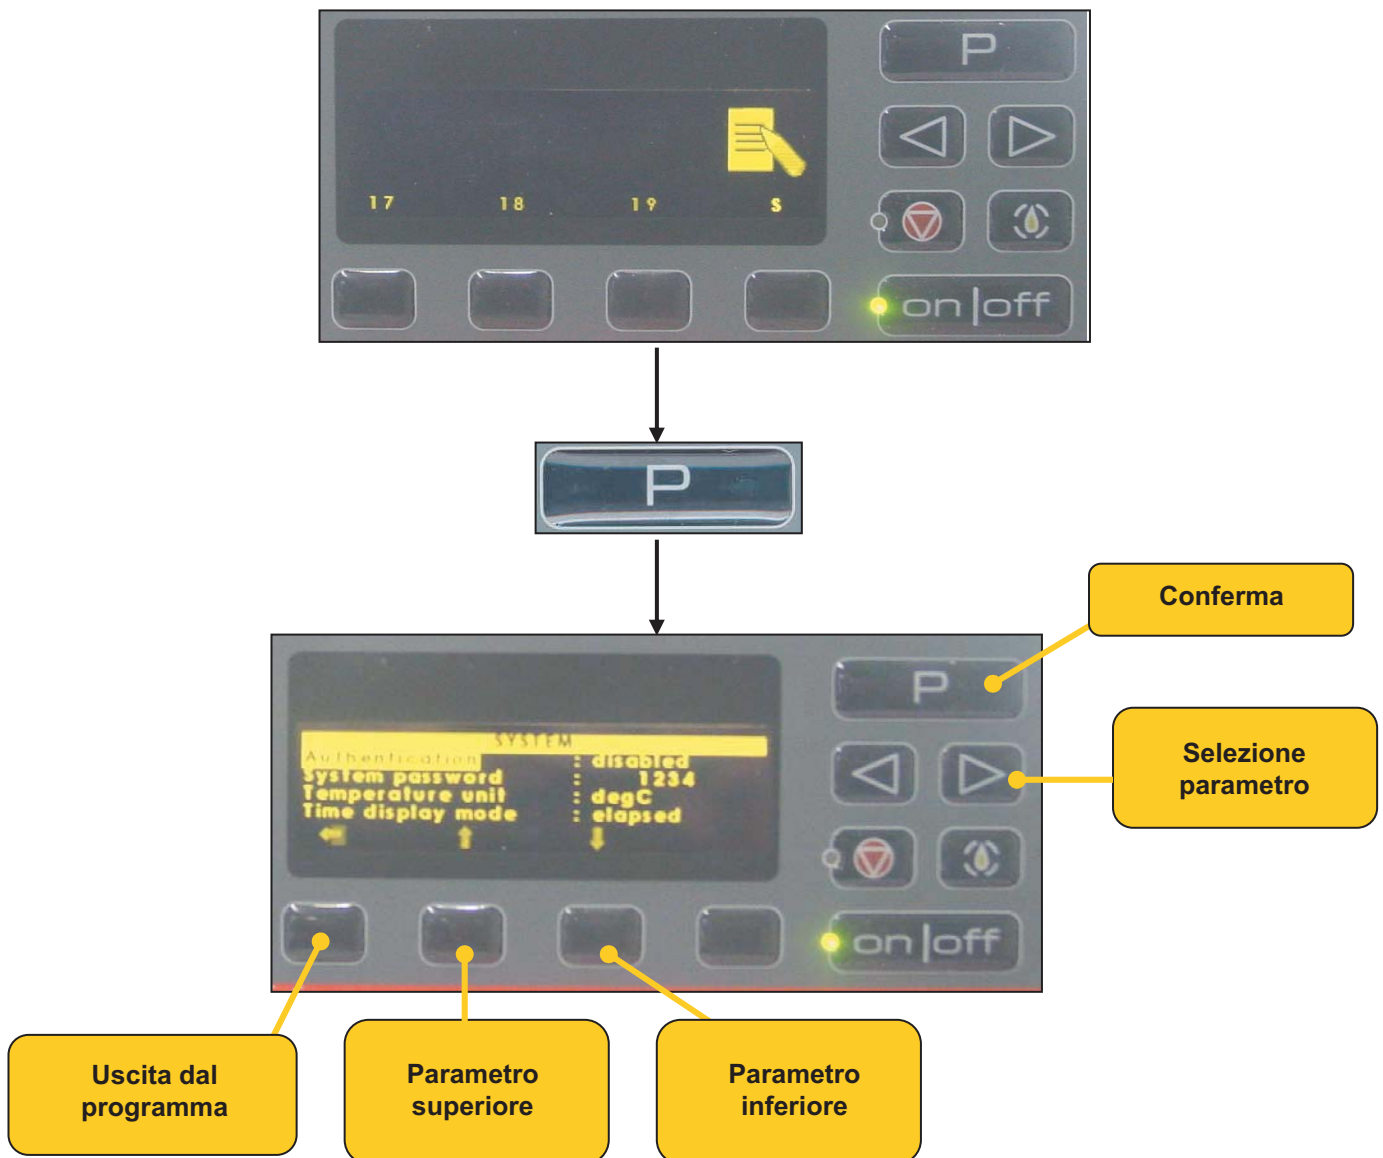 P
17 18 19 S
on|off
P
Conferma
P
SYSTEM
Authentication : disabled
System password : 1234
Temperature unit : degC
Time display mode : elapsed
Selezione
parametro
on|off
Uscita dal
programma
Parametro
superiore
Parametro
inferiore